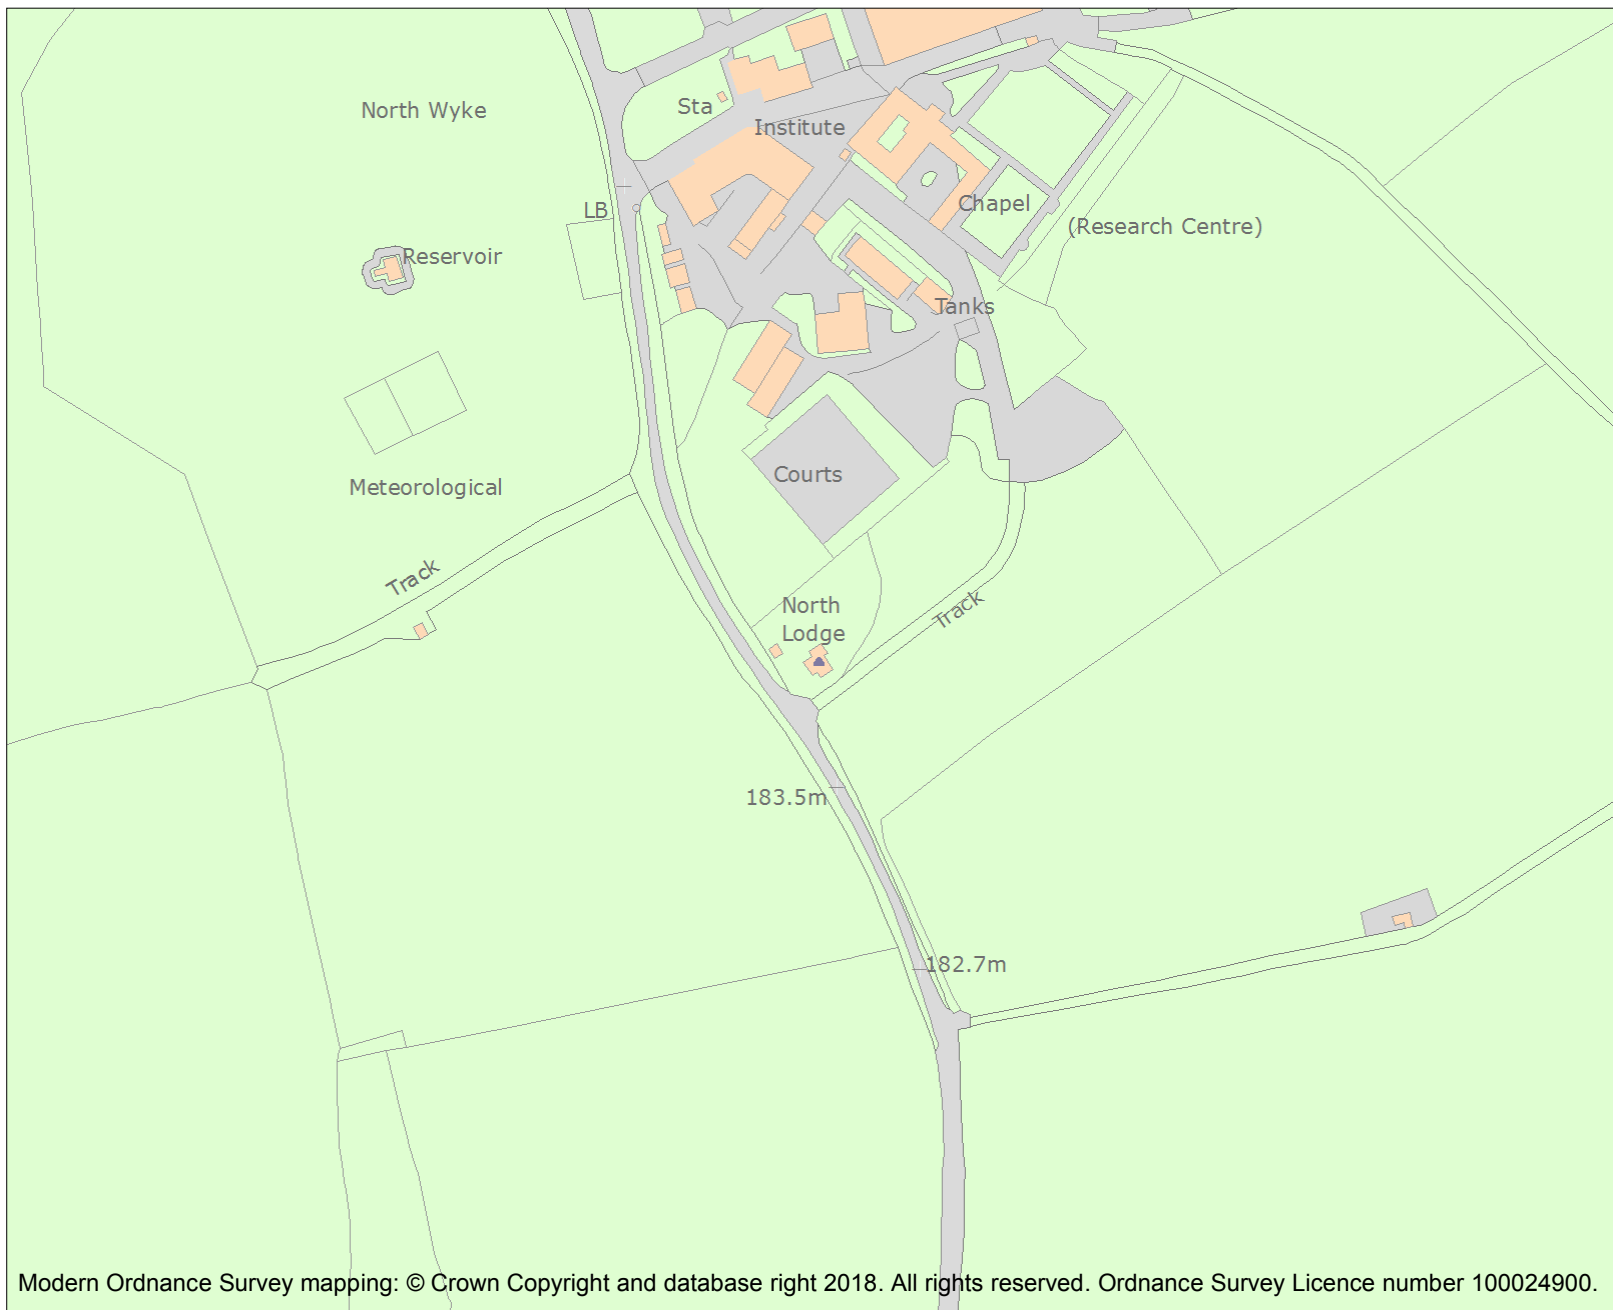 North Wyke
Sta
Institute
LB
Chapel
(Research Centre)
Reservoir
Tanks
Courts
Meteorological
Track
North
Lodge
Track
183.5m
182.7m
Modern Ordnance Survey mapping: © Crown Copyright and database right 2018. All rights reserved. Ordnance Survey Licence number 100024900.